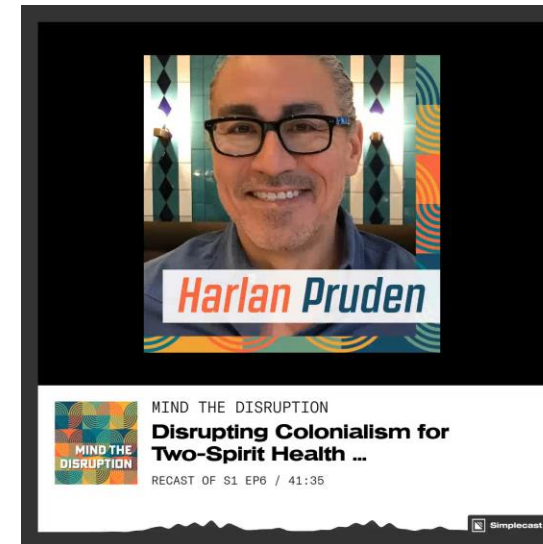 Harlan Pruden
MIND THE DISRUPTION
Disrupting Colonialism for
Two-Spirit Health ...
MIND THE
DISRUPTION
RECAST OF S1 EP6 / 41:35
Simplecast